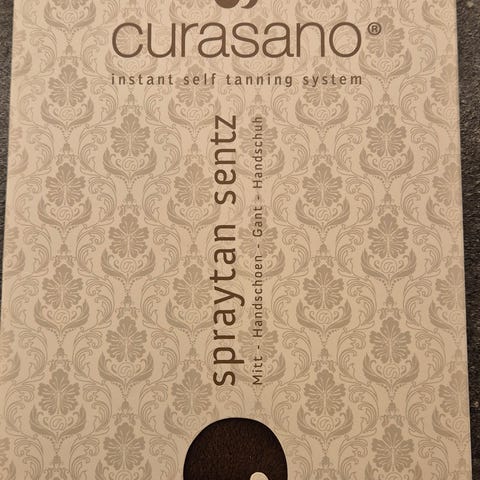 curasano®
instant self tanning system
spraytan sentz
Mitt - Handschoen - Gant - Handschuh